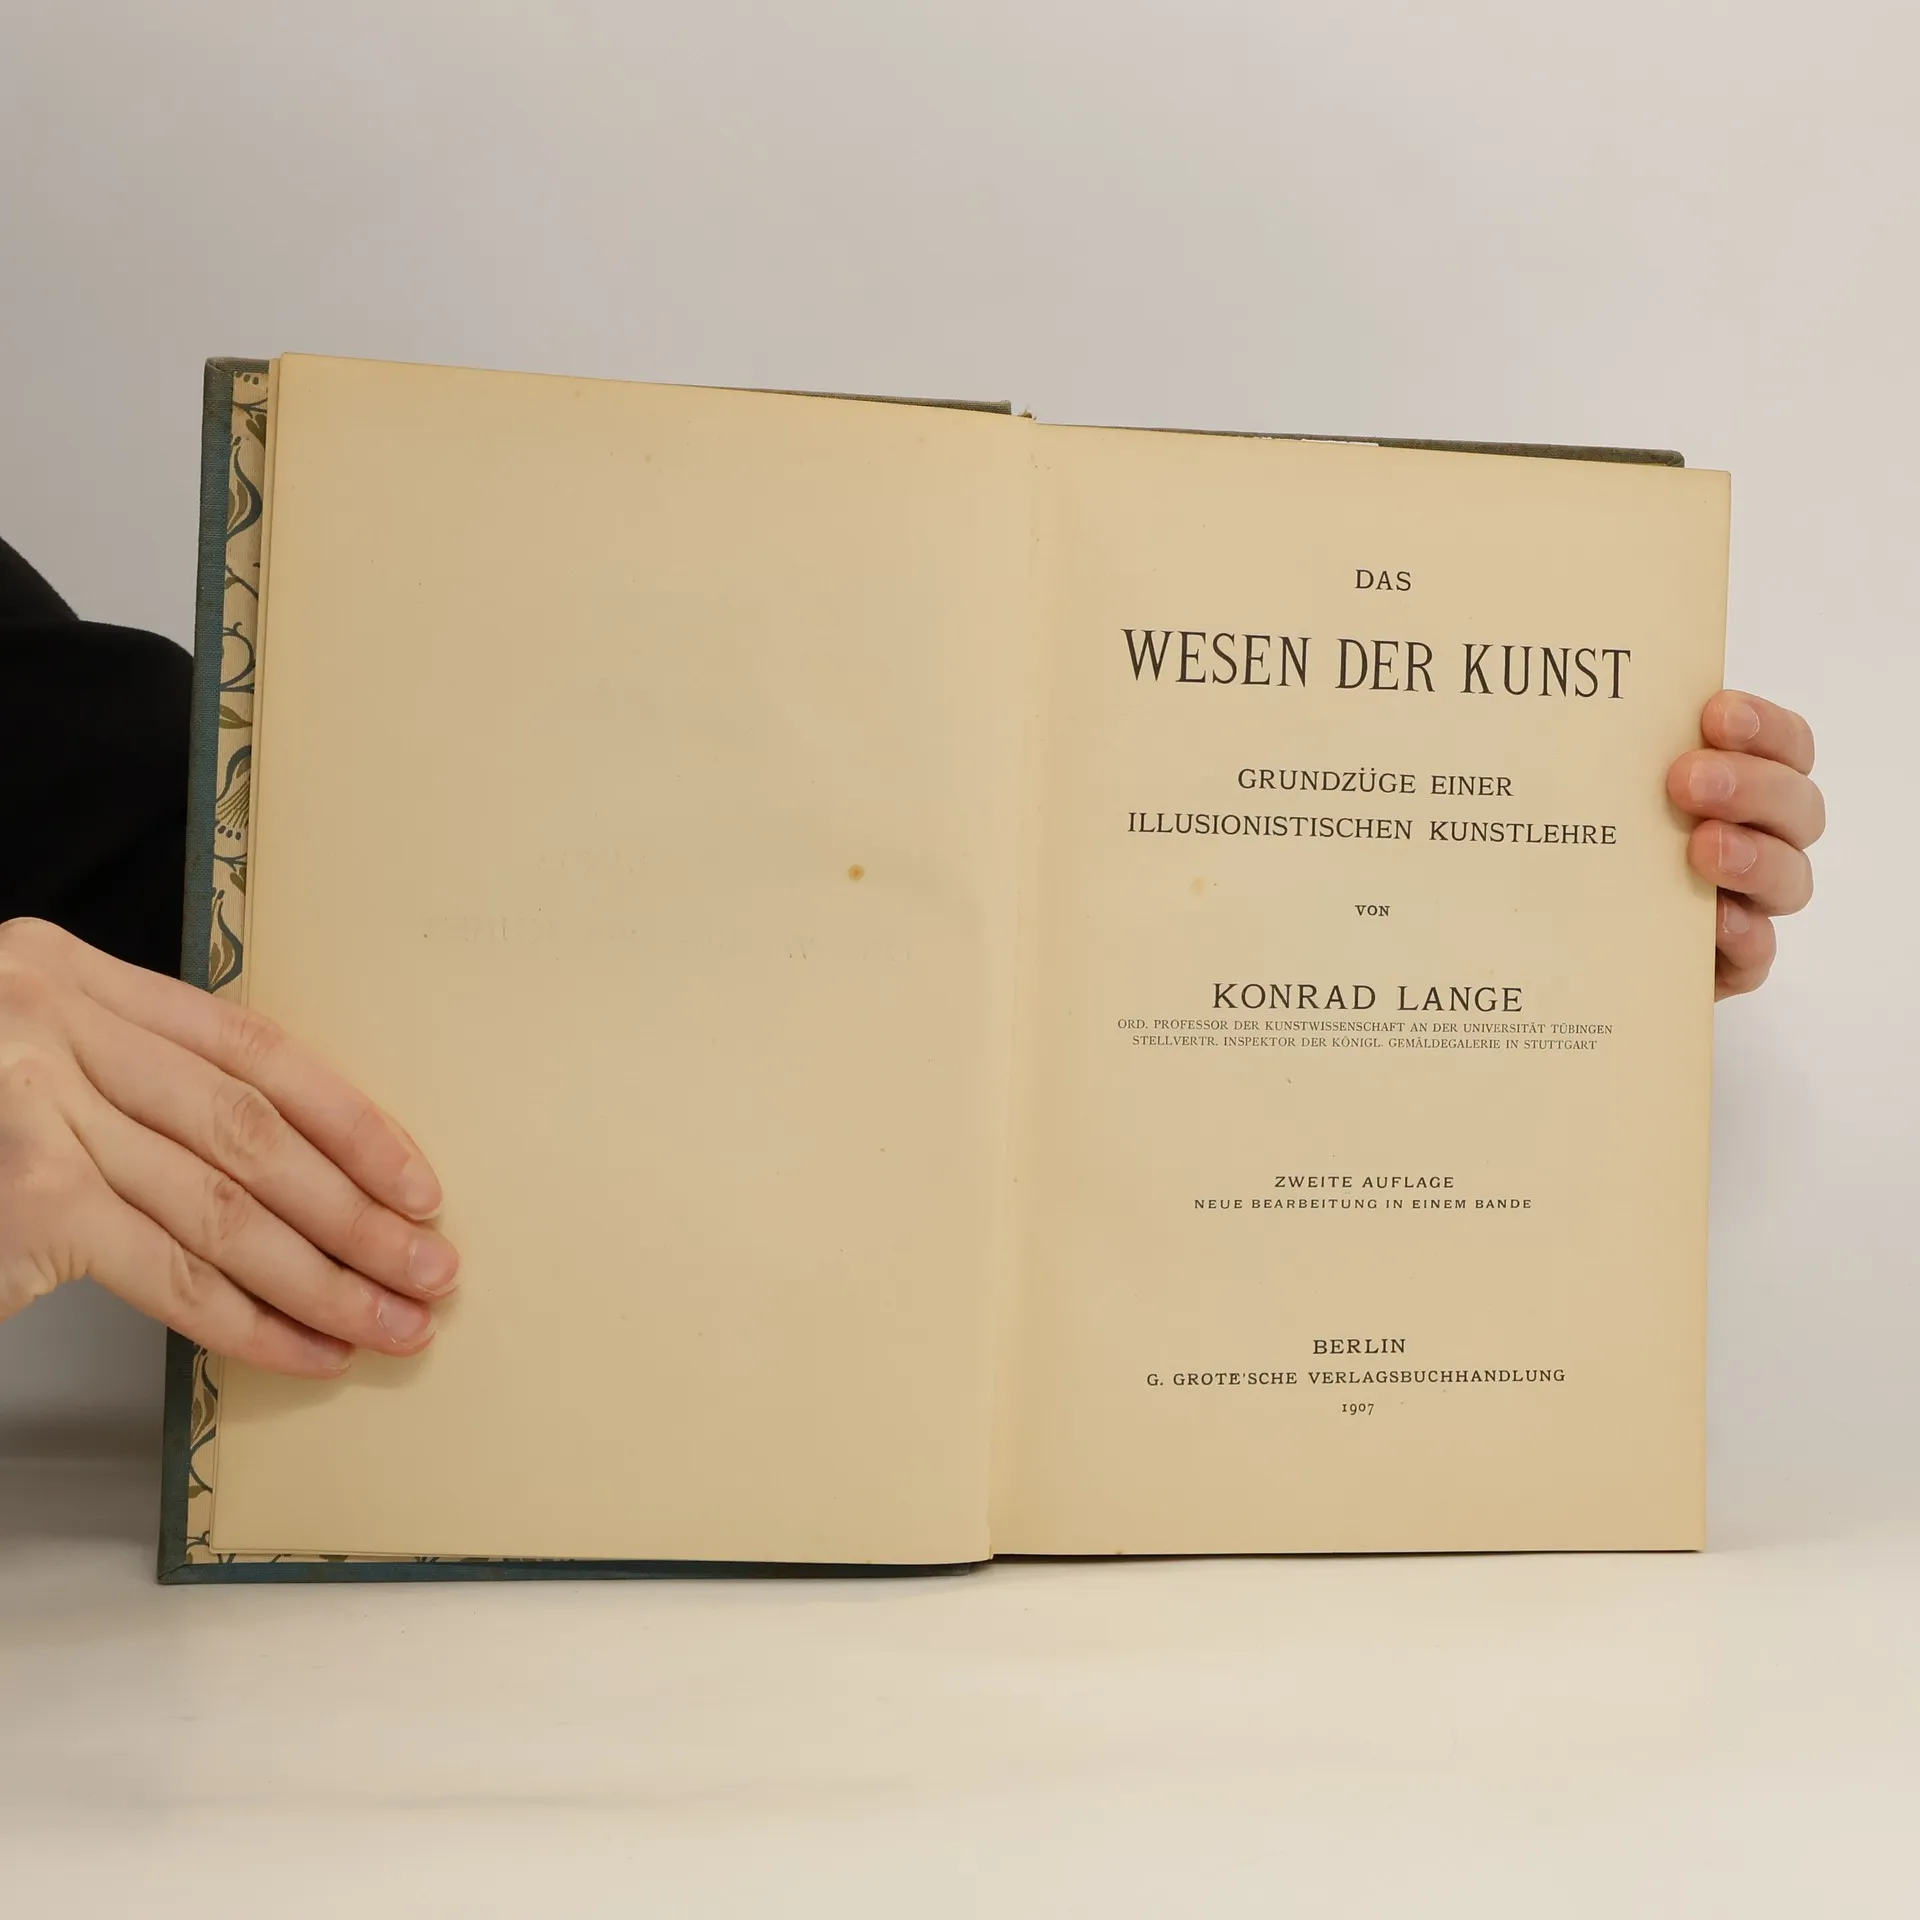 DAS
WESEN DER KUNST
GRUNDZÜGE EINER
ILLUSIONISTISCHEN KUNSTLEHRE
VON
KONRAD LANGE
ORD. PROFESSOR DER KUNSTWISSENSCHAFT AN DER UNIVERSITÄT TÜBINGEN
STELLVERTR. INSPEKTOR DER KÖNIGL. GEMÄLDEGALERIE IN STUTTGART
ZWEITE AUFLAGE
NEUE BEARBEITUNG IN EINEM BANDE
BERLIN
G. GROTE'SCHE VERLAGSBUCHHANDLUNG
1907